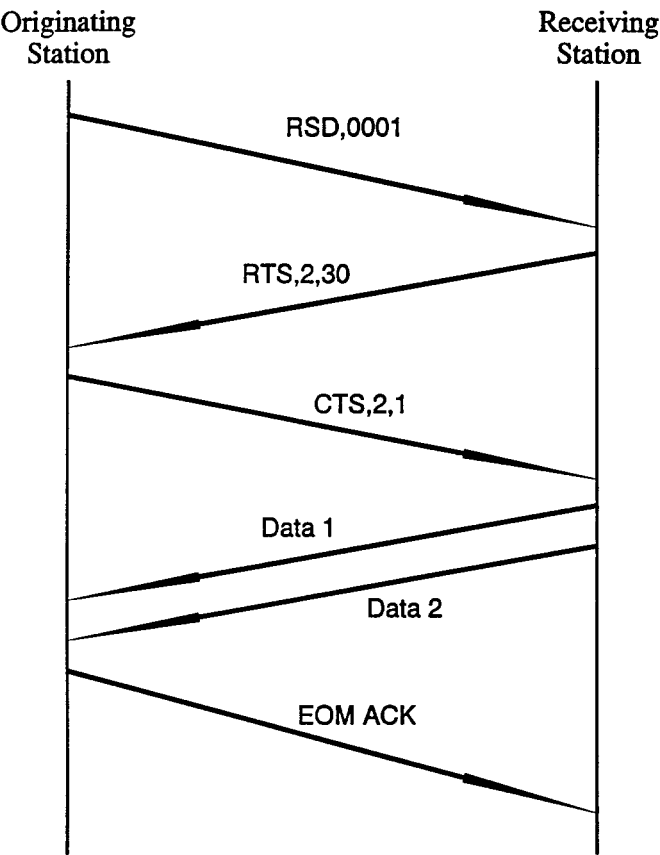 Originating
Station
Receiving
Station
RSD,0001
RTS,2,30
CTS,2,1
Data 1
Data 2
EOM ACK